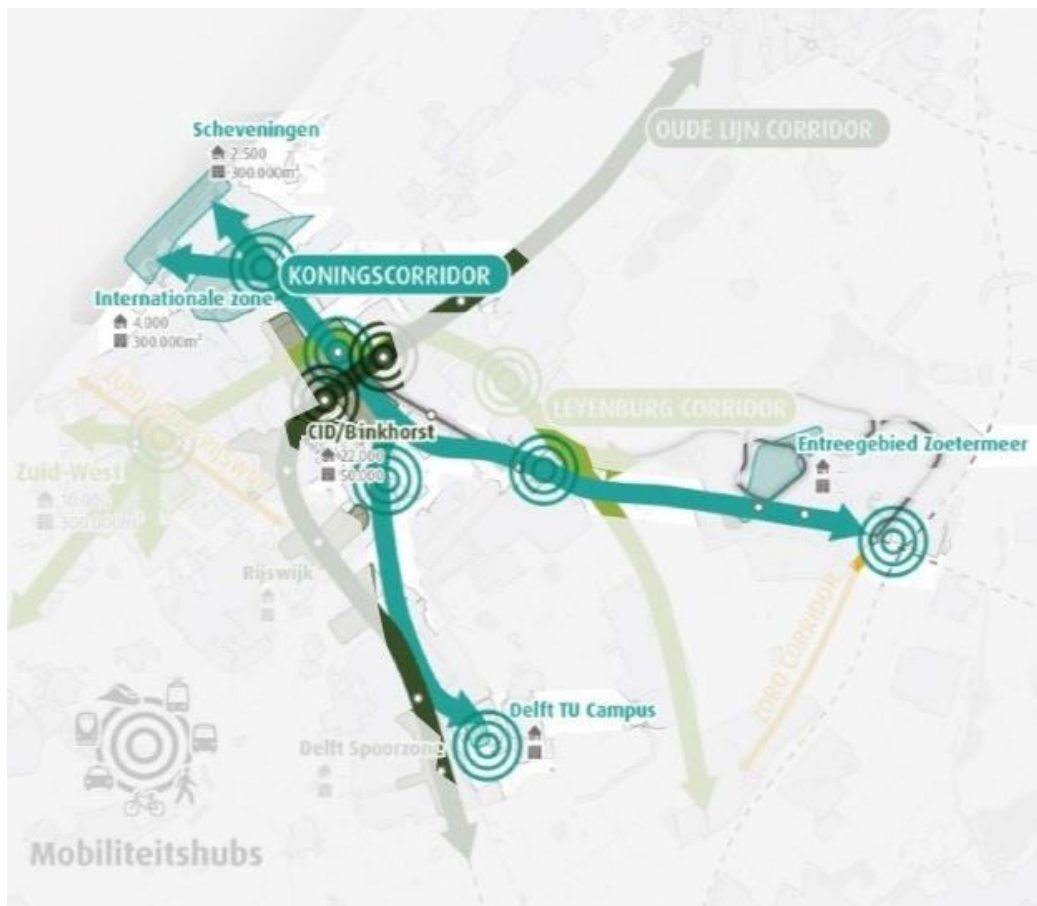 Scheveningen
2.500
300.000m²
OUDE LIJN CORRIDOR
KONINGSCORRIDOR
Internationale zone
4.000
300.000m²
LEYENBURG CORRIDOR
CID/Binkhorst
22.000
50.000
Entreegebied Zoetermeer
Zuid-West
10.000
300.000m²
Rijswijk
ZORO CORRIDOR
Delft TU Campus
Delft Spoorzone
Mobiliteitshubs